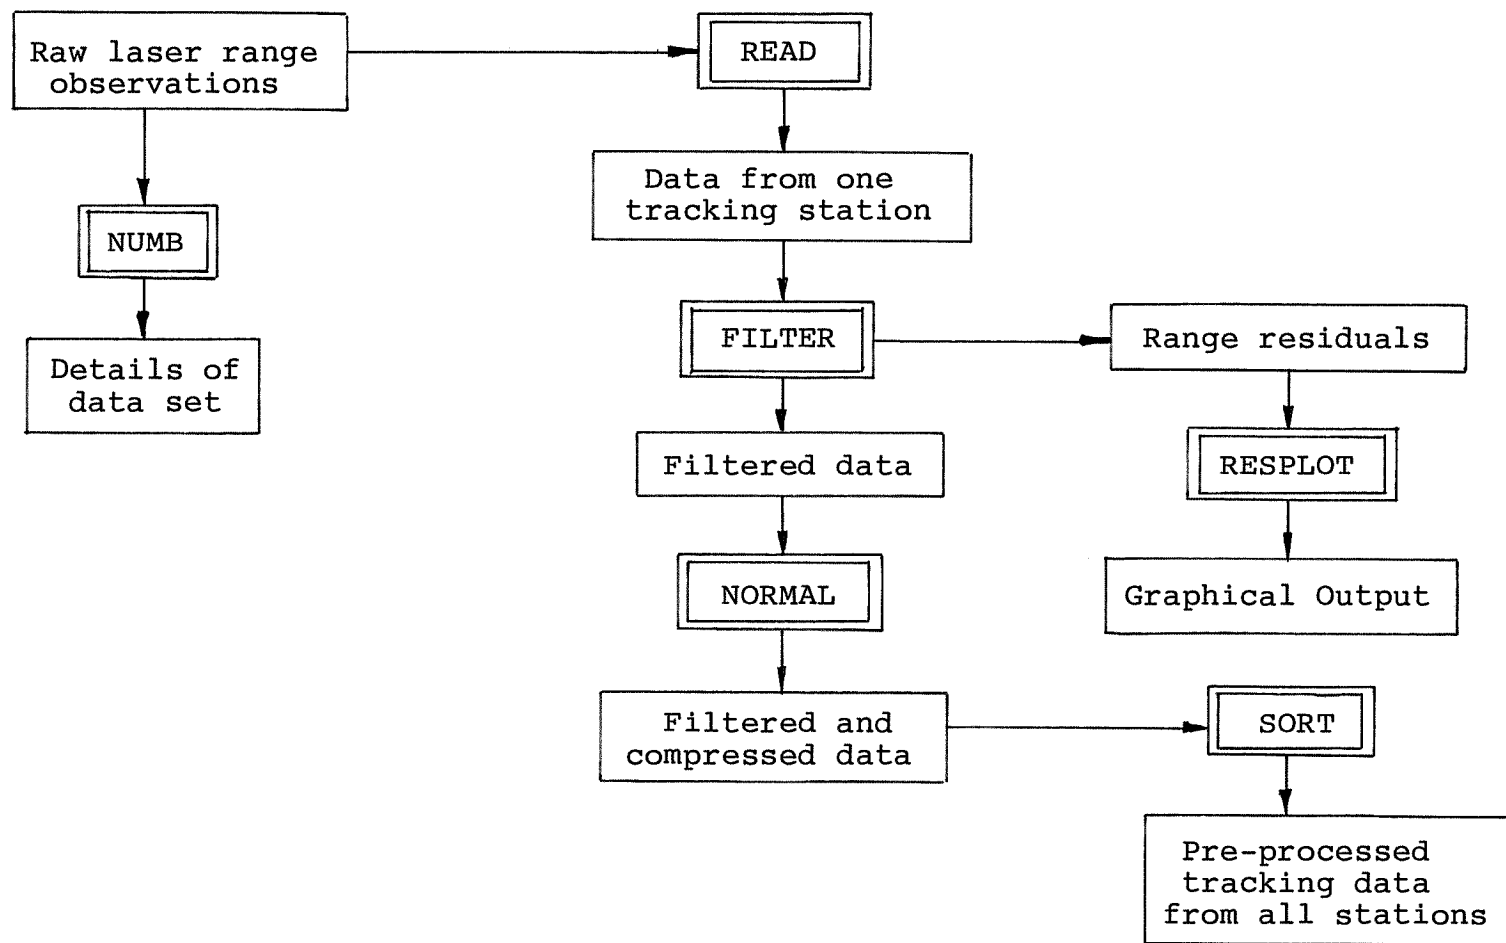 Raw laser range
observations
READ
Data from one
tracking station
NUMB
Details of
data set
FILTER
Range residuals
Filtered data
RESPLOT
NORMAL
Graphical Output
Filtered and
compressed data
SORT
Pre-processed
tracking data
from all stations